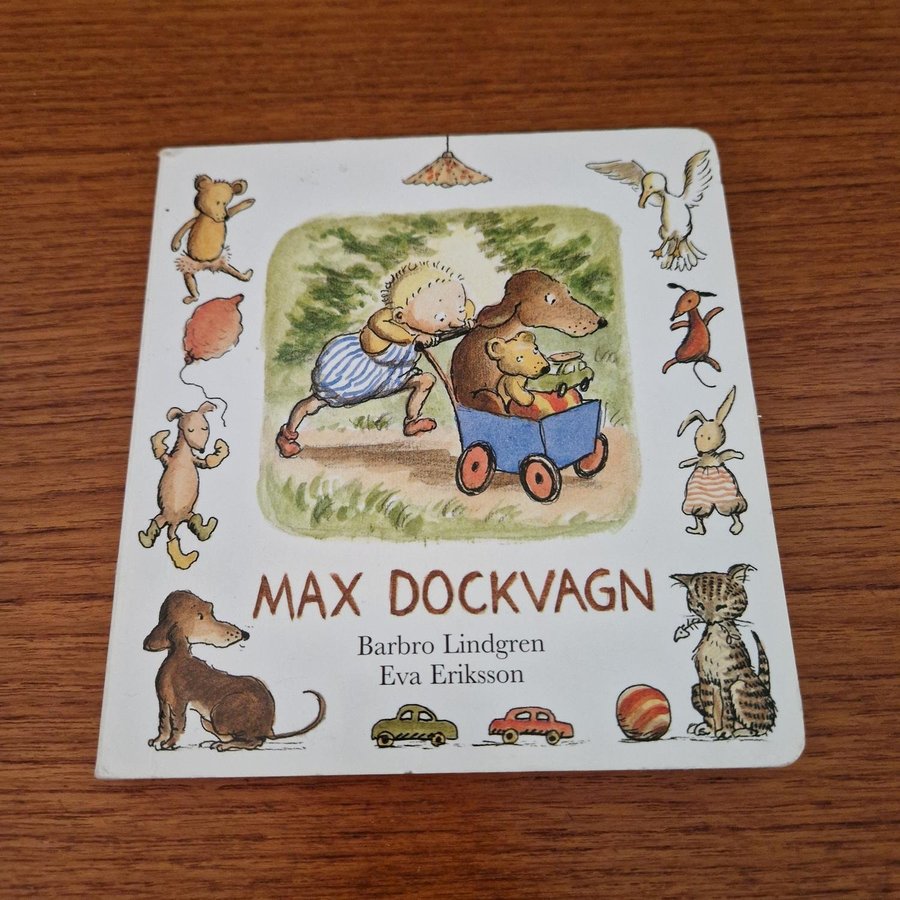 MAX DOCKVAGN
Barbro Lindgren
Eva Eriksson